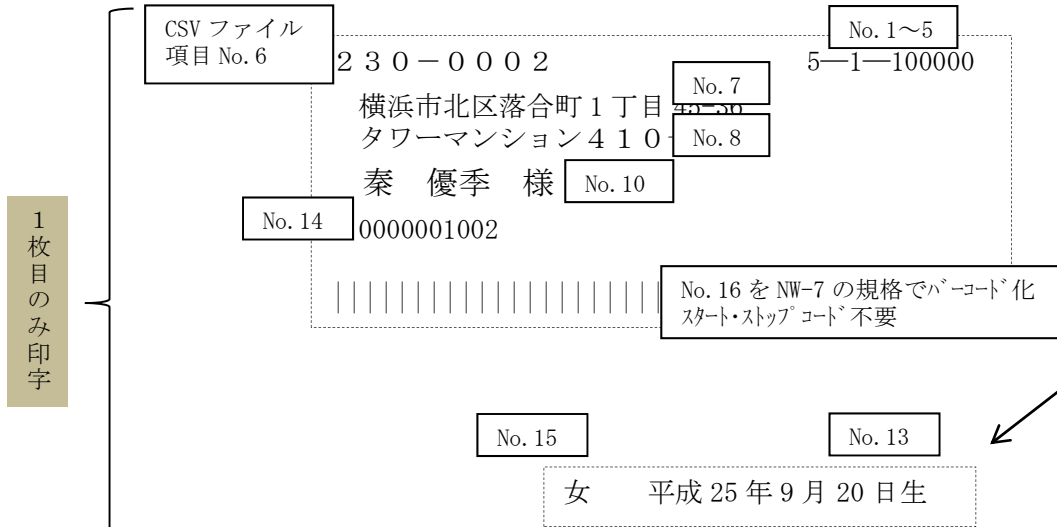 CSV ファイル
項目 No.6
No.1～5
２３０－０００２
5―1―100000
No.7
横浜市北区落合町１丁目 45-36
タワーマンション４１０-
No.8
秦　優季　様
No.10
No.14
0000001002
１枚目のみ印字
No.16 を NW-7 の規格でﾊﾞｰｺｰﾄﾞ化
ｽﾀｰﾄ・ｽﾄｯﾌﾟｺｰﾄﾞ不要
No.15
No.13
女　　平成 25 年 9 月 20 日生